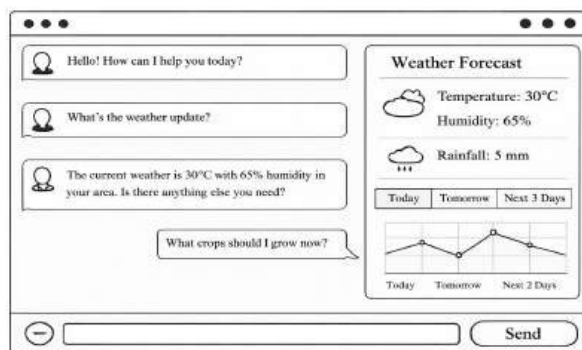 Hello! How can I help you today?
What's the weather update?
The current weather is 30°C with 65% humidity in
your area. Is there anything else you need?
What crops should I grow now?
Weather Forecast
Temperature: 30°C
Humidity: 65%
Rainfall: 5 mm
Today Tomorrow Next 3 Days
Today Tomorrow Next 2 Days
Send